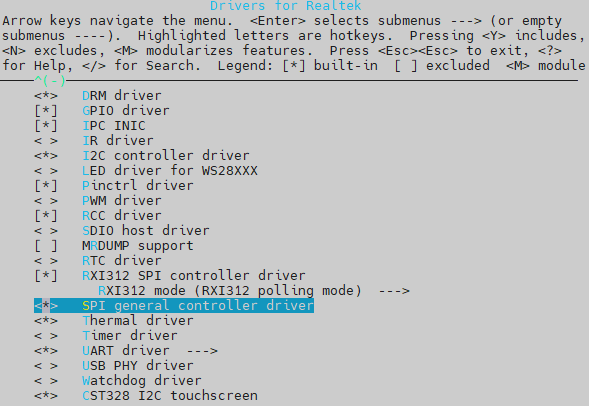 Drivers for Realtek
Arrow keys navigate the menu.  <Enter> selects submenus ---> (or empty
submenus ----).  Highlighted letters are hotkeys.  Pressing <Y> includes,
<N> excludes, <M> modularizes features.  Press <Esc><Esc> to exit, <?>
for Help, </> for Search.  Legend: [*] built-in  [ ] excluded  <M> module
^(-)
<*>   DRM driver
[*]   GPIO driver
[*]   IPC INIC
< >   IR driver
<*>   I2C controller driver
< >   LED driver for WS28XXX
[*]   Pinctrl driver
< >   PWM driver
[*]   RCC driver
< >   SDIO host driver
[ ]   MRDUMP support
< >   RTC driver
[*]   RXI312 SPI controller driver
RXI312 mode (RXI312 polling mode)  --->
<*>   SPI general controller driver
<*>   Thermal driver
< >   Timer driver
<*>   UART driver  --->
< >   USB PHY driver
< >   Watchdog driver
<*>   CST328 I2C touchscreen